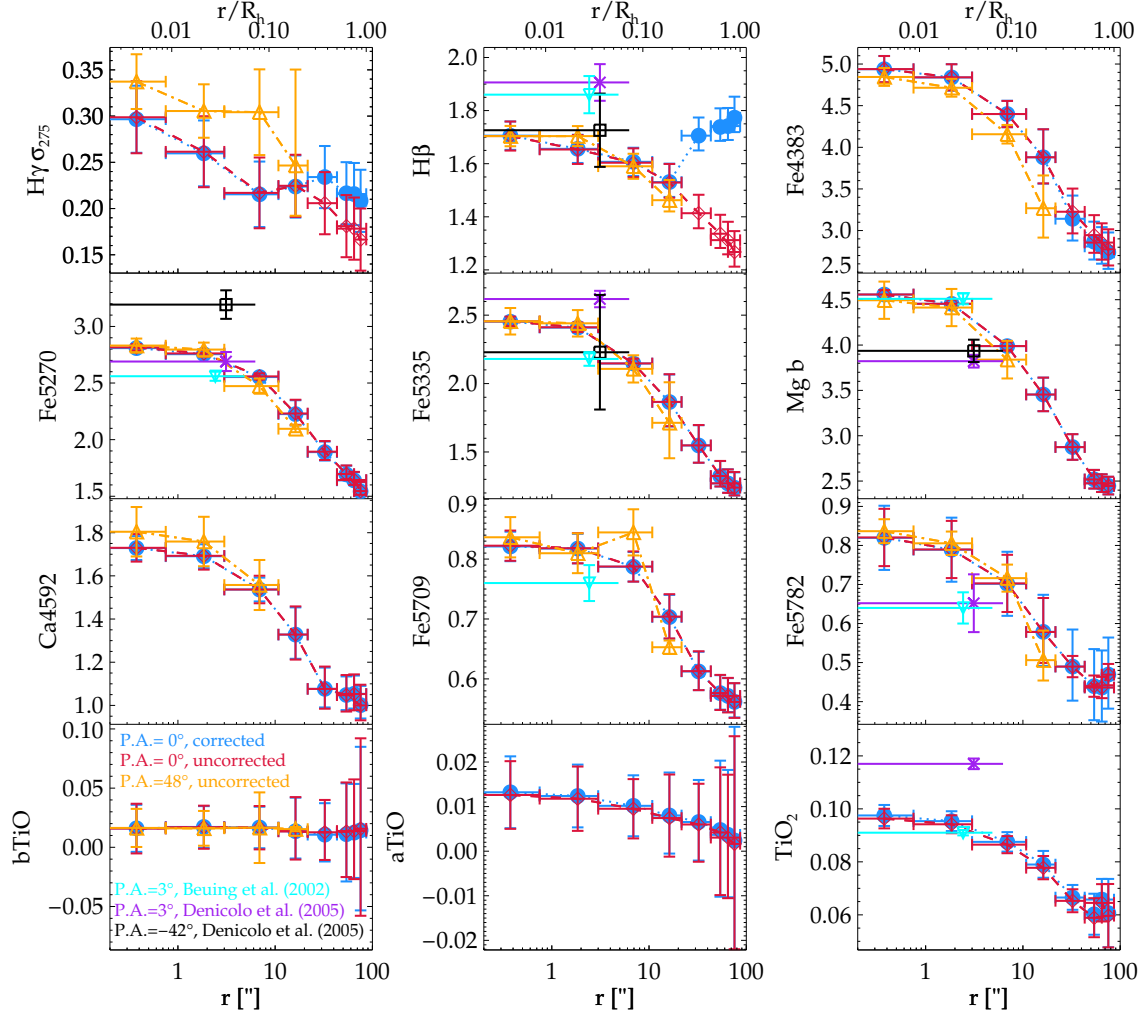 r/R_h r/R_h r/R_h
0.01 0.10 1.00 0.01 0.10 1.00 0.01 0.10 1.00
Hγσ_275
0.35
0.30
0.25
0.20
0.15
Hβ
2.0
1.8
1.6
1.4
1.2
Fe4383
5.0
4.5
4.0
3.5
3.0
2.5
Fe5270
3.0
2.5
2.0
1.5
Fe5335
2.5
2.0
1.5
Mg b
4.5
4.0
3.5
3.0
2.5
Ca4592
1.8
1.6
1.4
1.2
1.0
Fe5709
0.9
0.8
0.7
0.6
Fe5782
0.9
0.8
0.7
0.6
0.5
0.4
bTiO
0.10
0.05
0.00
−0.05
P.A.= 0°, corrected
P.A.= 0°, uncorrected
P.A.=48°, uncorrected
P.A.=3°, Beuing et al. (2002)
P.A.=3°, Denicolo et al. (2005)
P.A.=−42°, Denicolo et al. (2005)
aTiO
0.02
0.01
0.00
−0.01
−0.02
TiO₂
0.12
0.10
0.08
0.06
1 10 100 1 10 100 1 10 100
r ["] r ["] r ["]